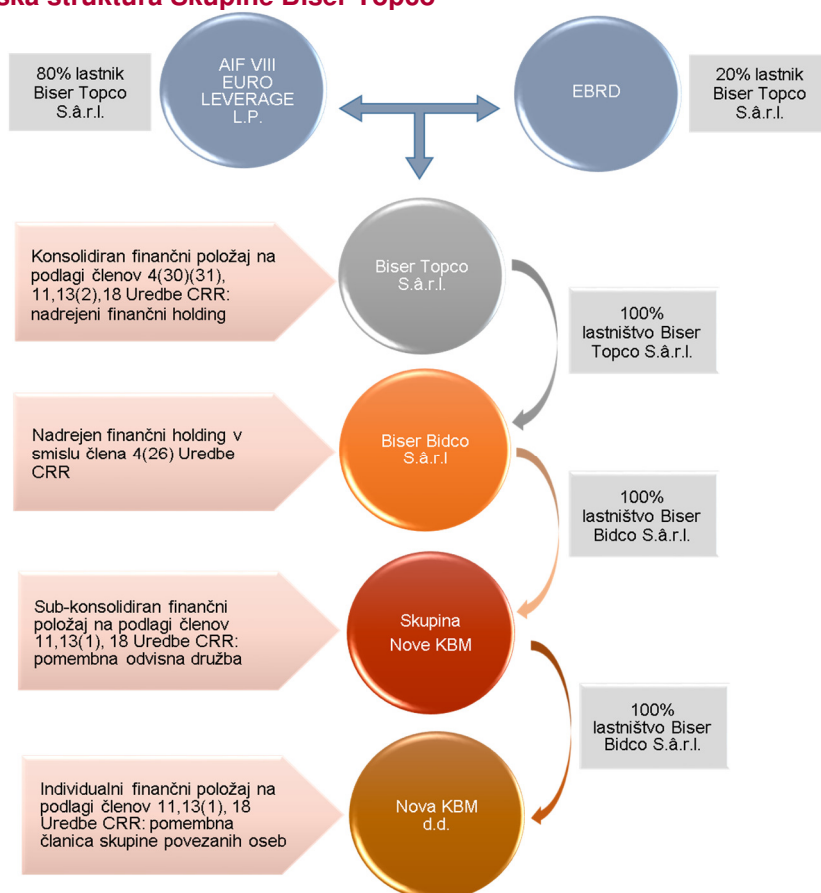 ska struktura Skupine Biser Topco
80% lastnik
Biser Topco
S.â.r.l.
AIF VIII
EURO
LEVERAGE
L.P.
EBRD
20% lastnik
Biser Topco
S.â.r.l.
Konsolidiran finančni položaj na
podlagi členov 4(30)(31),
11,13(2),18 Uredbe CRR:
nadrejeni finančni holding
Biser Topco
S.â.r.l.
100%
lastništvo Biser
Topco S.â.r.l.
Nadrejen finančni holding v
smislu člena 4(26) Uredbe
CRR
Biser Bidco
S.â.r.l
100%
lastništvo Biser
Bidco S.â.r.l.
Sub-konsolidiran finančni
položaj na podlagi členov
11,13(1), 18 Uredbe CRR:
pomembna odvisna družba
Skupina
Nove KBM
100%
lastništvo Biser
Bidco S.â.r.l.
Individualni finančni položaj na
podlagi členov 11,13(1), 18
Uredbe CRR: pomembna
članica skupine povezanih oseb
Nova KBM
d.d.